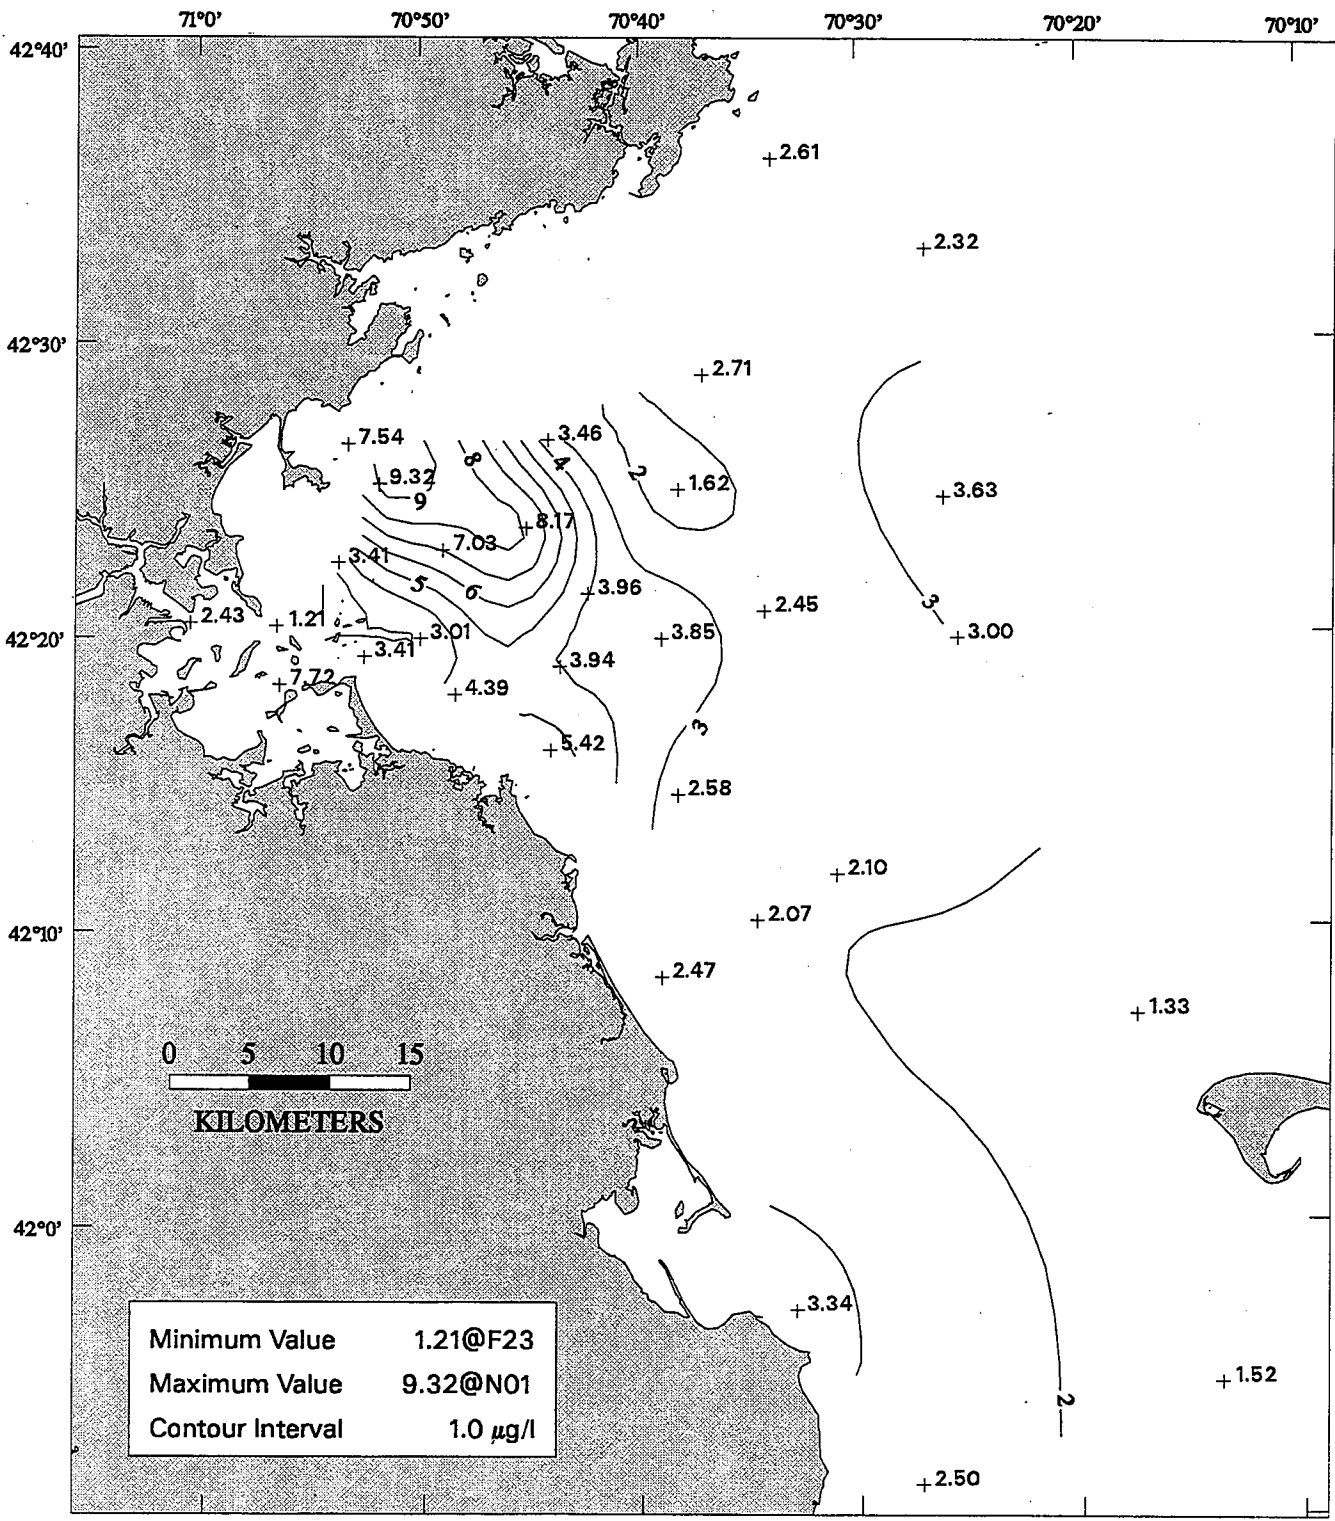 71°0' 70°50' 70°40' 70°30' 70°20' 70°10'
42°40'
2.61
2.32
42°30'
2.71
7.54 3.46
8 4
9.32 2 1.62 3.63
9
8.17
7.03
3.41
5 6 3.96 3
2.43 1.21 2.45
42°20' 3.01 3.85 3.00
3.41 3.94
7.72 4.39
3
5.42
2.58
2.10
2.07
42°10'
2.47
1.33
0 5 10 15
KILOMETERS
42°0'
3.34
Minimum Value 1.21@F23
Maximum Value 9.32@N01
Contour Interval 1.0 µg/l
1.52
2
2.50